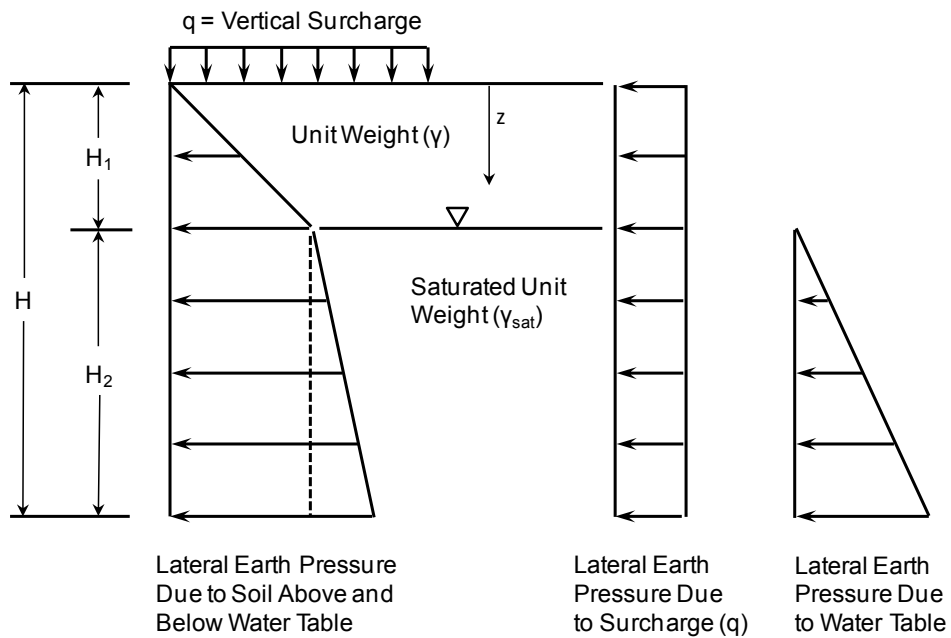 q = Vertical Surcharge
z
Unit Weight (γ)
H₁
Saturated Unit
Weight (γsat)
H
H₂
Lateral Earth Pressure
Due to Soil Above and
Below Water Table
Lateral Earth
Pressure Due
to Surcharge (q)
Lateral Earth
Pressure Due
to Water Table